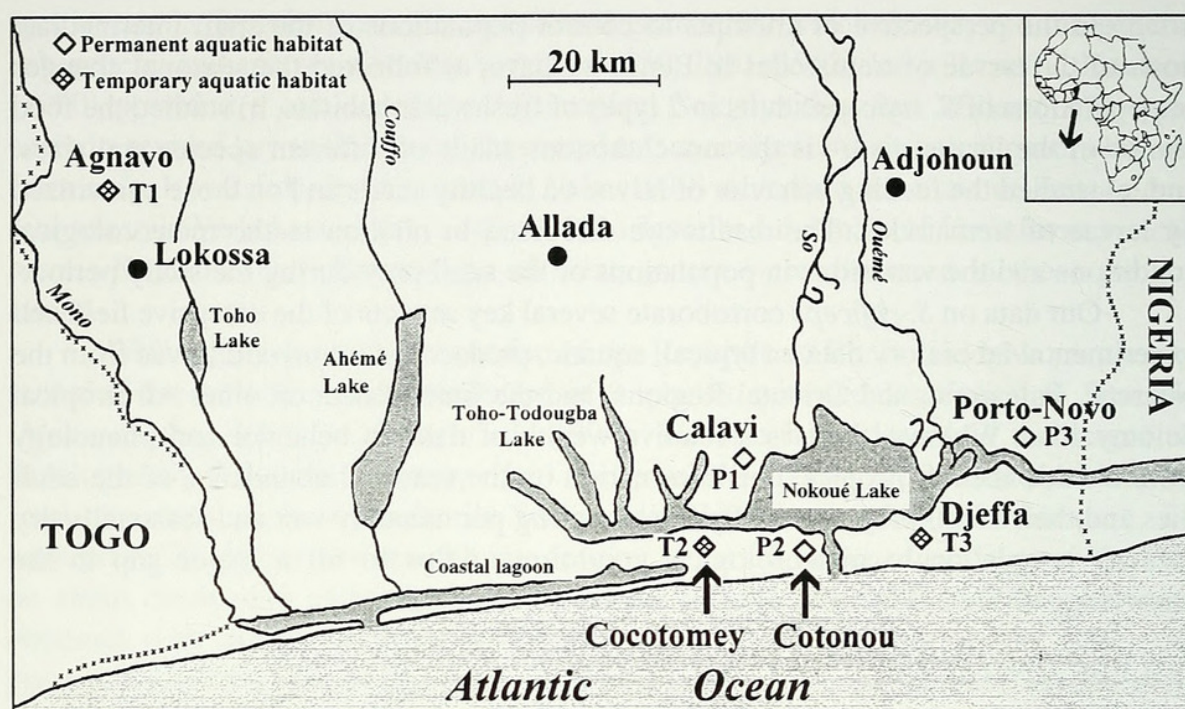 Permanent aquatic habitat
Temporary aquatic habitat
20 km
Couffo
Agnavo
T1
Adjohoun
Allada
Lokossa
Mono
So
Ouémé
NIGERIA
Toho
Lake
Ahémé
Lake
Toho-Todougba
Lake
Calavi
P1
Porto-Novo
P3
Nokoué Lake
Djeffa
TOGO
T2
P2
T3
Coastal lagoon
Cocotomey
Cotonou
Atlantic Ocean